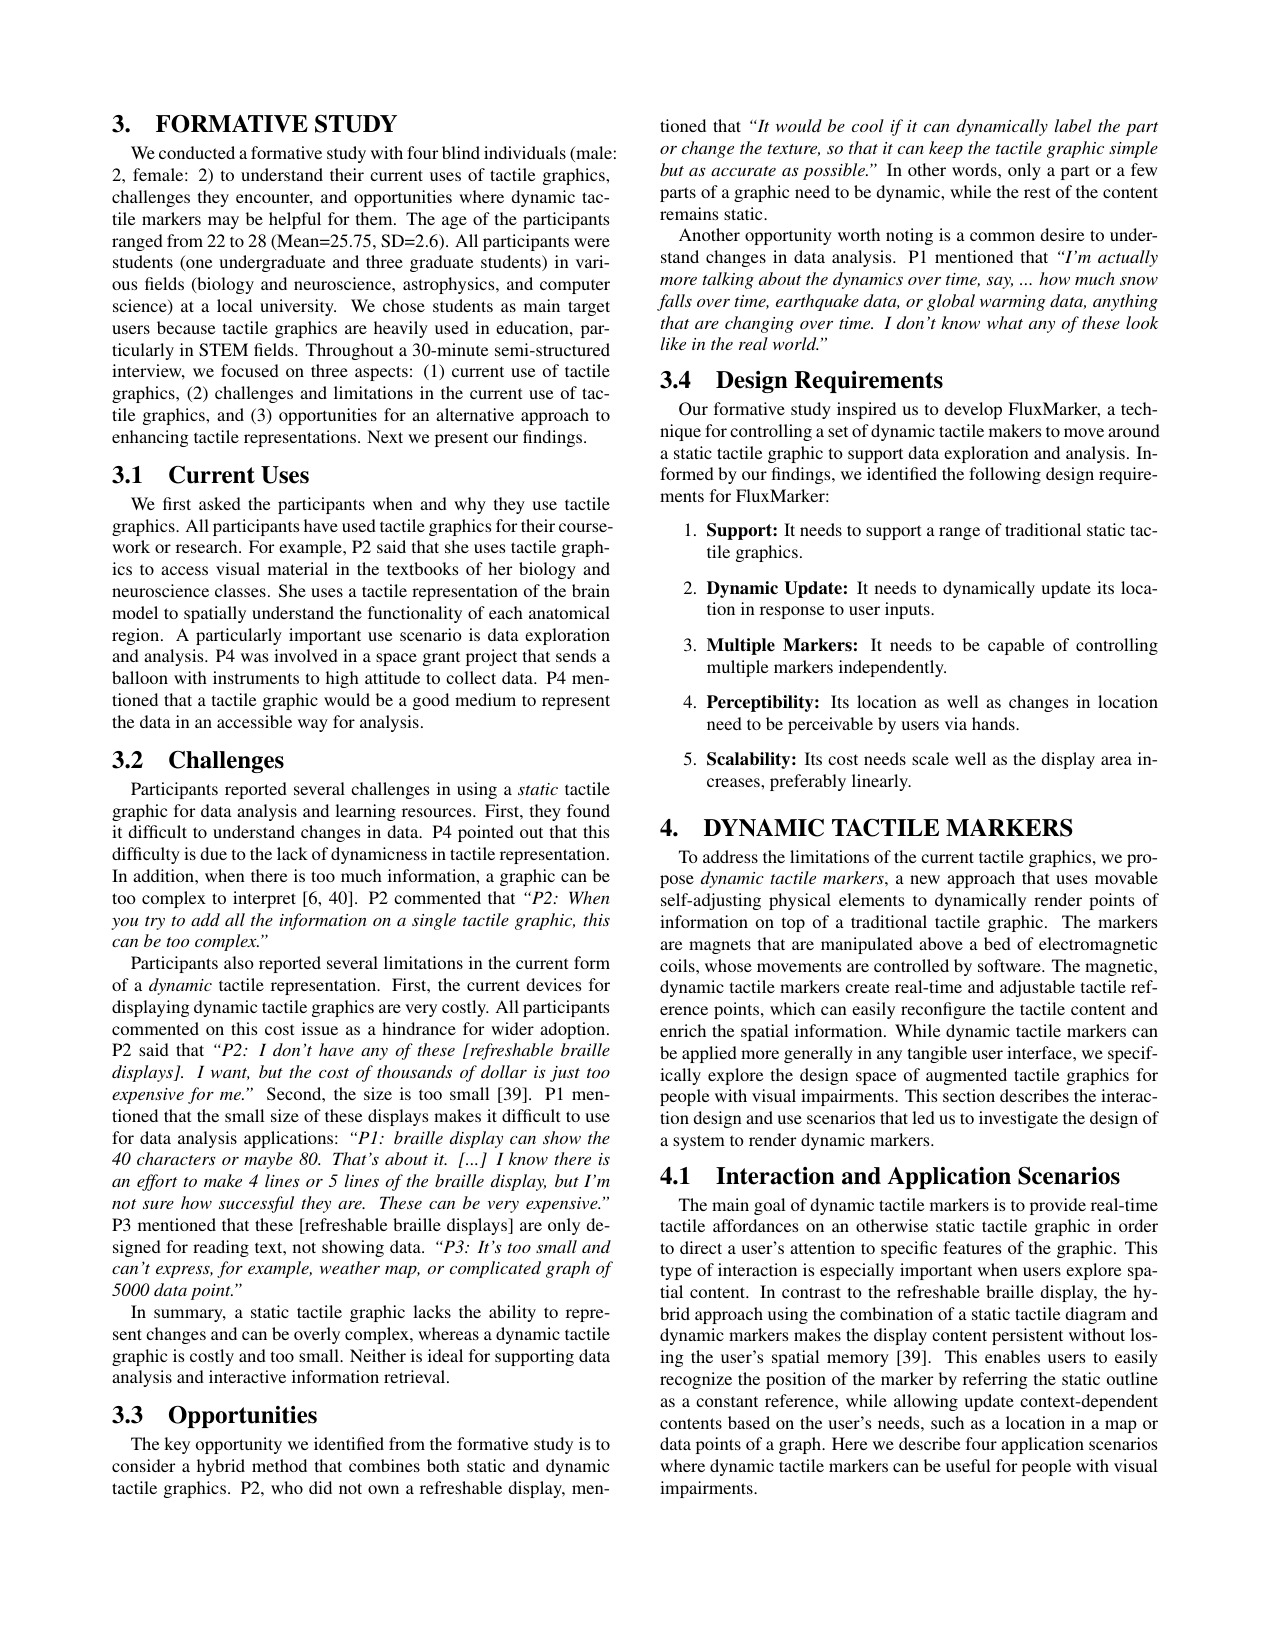 3. FORMATIVE STUDY
We conducted a formative study with four blind individuals (male:
2, female: 2) to understand their current uses of tactile graphics,
challenges they encounter, and opportunities where dynamic tac-
tile markers may be helpful for them. The age of the participants
ranged from 22 to 28 (Mean=25.75, SD=2.6). All participants were
students (one undergraduate and three graduate students) in vari-
ous fields (biology and neuroscience, astrophysics, and computer
science) at a local university. We chose students as main target
users because tactile graphics are heavily used in education, par-
ticularly in STEM fields. Throughout a 30-minute semi-structured
interview, we focused on three aspects: (1) current use of tactile
graphics, (2) challenges and limitations in the current use of tac-
tile graphics, and (3) opportunities for an alternative approach to
enhancing tactile representations. Next we present our findings.
3.1 Current Uses
We first asked the participants when and why they use tactile
graphics. All participants have used tactile graphics for their course-
work or research. For example, P2 said that she uses tactile graph-
ics to access visual material in the textbooks of her biology and
neuroscience classes. She uses a tactile representation of the brain
model to spatially understand the functionality of each anatomical
region. A particularly important use scenario is data exploration
and analysis. P4 was involved in a space grant project that sends a
balloon with instruments to high attitude to collect data. P4 men-
tioned that a tactile graphic would be a good medium to represent
the data in an accessible way for analysis.
3.2 Challenges
Participants reported several challenges in using a static tactile
graphic for data analysis and learning resources. First, they found
it difficult to understand changes in data. P4 pointed out that this
difficulty is due to the lack of dynamicness in tactile representation.
In addition, when there is too much information, a graphic can be
too complex to interpret [6, 40]. P2 commented that “P2: When
you try to add all the information on a single tactile graphic, this
can be too complex.”
Participants also reported several limitations in the current form
of a dynamic tactile representation. First, the current devices for
displaying dynamic tactile graphics are very costly. All participants
commented on this cost issue as a hindrance for wider adoption.
P2 said that “P2: I don’t have any of these [refreshable braille
displays]. I want, but the cost of thousands of dollar is just too
expensive for me.” Second, the size is too small [39]. P1 men-
tioned that the small size of these displays makes it difficult to use
for data analysis applications: “P1: braille display can show the
40 characters or maybe 80. That’s about it. [...] I know there is
an effort to make 4 lines or 5 lines of the braille display, but I’m
not sure how successful they are. These can be very expensive.”
P3 mentioned that these [refreshable braille displays] are only de-
signed for reading text, not showing data. “P3: It’s too small and
can’t express, for example, weather map, or complicated graph of
5000 data point.”
In summary, a static tactile graphic lacks the ability to repre-
sent changes and can be overly complex, whereas a dynamic tactile
graphic is costly and too small. Neither is ideal for supporting data
analysis and interactive information retrieval.
3.3 Opportunities
The key opportunity we identified from the formative study is to
consider a hybrid method that combines both static and dynamic
tactile graphics. P2, who did not own a refreshable display, men-
tioned that “It would be cool if it can dynamically label the part
or change the texture, so that it can keep the tactile graphic simple
but as accurate as possible.” In other words, only a part or a few
parts of a graphic need to be dynamic, while the rest of the content
remains static.
Another opportunity worth noting is a common desire to under-
stand changes in data analysis. P1 mentioned that “I’m actually
more talking about the dynamics over time, say, ... how much snow
falls over time, earthquake data, or global warming data, anything
that are changing over time. I don’t know what any of these look
like in the real world.”
3.4 Design Requirements
Our formative study inspired us to develop FluxMarker, a tech-
nique for controlling a set of dynamic tactile makers to move around
a static tactile graphic to support data exploration and analysis. In-
formed by our findings, we identified the following design require-
ments for FluxMarker:
1. Support: It needs to support a range of traditional static tac-
tile graphics.
2. Dynamic Update: It needs to dynamically update its loca-
tion in response to user inputs.
3. Multiple Markers: It needs to be capable of controlling
multiple markers independently.
4. Perceptibility: Its location as well as changes in location
need to be perceivable by users via hands.
5. Scalability: Its cost needs scale well as the display area in-
creases, preferably linearly.
4. DYNAMIC TACTILE MARKERS
To address the limitations of the current tactile graphics, we pro-
pose dynamic tactile markers, a new approach that uses movable
self-adjusting physical elements to dynamically render points of
information on top of a traditional tactile graphic. The markers
are magnets that are manipulated above a bed of electromagnetic
coils, whose movements are controlled by software. The magnetic,
dynamic tactile markers create real-time and adjustable tactile ref-
erence points, which can easily reconfigure the tactile content and
enrich the spatial information. While dynamic tactile markers can
be applied more generally in any tangible user interface, we specif-
ically explore the design space of augmented tactile graphics for
people with visual impairments. This section describes the interac-
tion design and use scenarios that led us to investigate the design of
a system to render dynamic markers.
4.1 Interaction and Application Scenarios
The main goal of dynamic tactile markers is to provide real-time
tactile affordances on an otherwise static tactile graphic in order
to direct a user’s attention to specific features of the graphic. This
type of interaction is especially important when users explore spa-
tial content. In contrast to the refreshable braille display, the hy-
brid approach using the combination of a static tactile diagram and
dynamic markers makes the display content persistent without los-
ing the user’s spatial memory [39]. This enables users to easily
recognize the position of the marker by referring the static outline
as a constant reference, while allowing update context-dependent
contents based on the user’s needs, such as a location in a map or
data points of a graph. Here we describe four application scenarios
where dynamic tactile markers can be useful for people with visual
impairments.